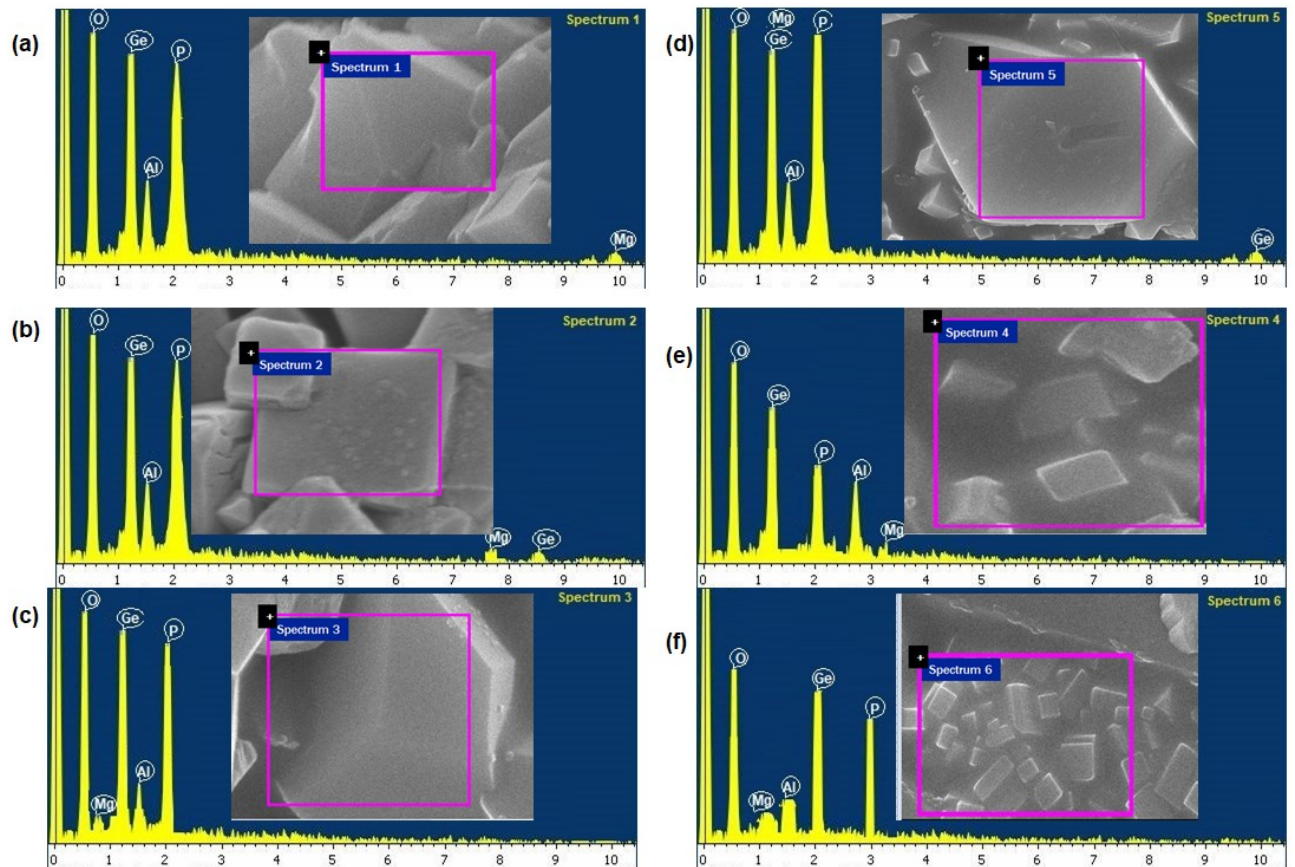 (a)
O Ge P Al Mg
Spectrum 1
Spectrum 1
0 1 2 3 4 5 6 7 8 9 10
(b)
O Ge P Al Mg Ge
Spectrum 2
Spectrum 2
0 1 2 3 4 5 6 7 8 9 10
(c)
O Ge P Mg Al
Spectrum 3
Spectrum 3
0 1 2 3 4 5 6 7 8 9 10
(d)
O Mg Ge P Al Ge
Spectrum 5
Spectrum 5
0 1 2 3 4 5 6 7 8 9 10
(e)
O Ge P Al Mg
Spectrum 4
Spectrum 4
0 1 2 3 4 5 6 7 8 9 10
(f)
O Ge P Mg Al
Spectrum 6
Spectrum 6
0 1 2 3 4 5 6 7 8 9 10